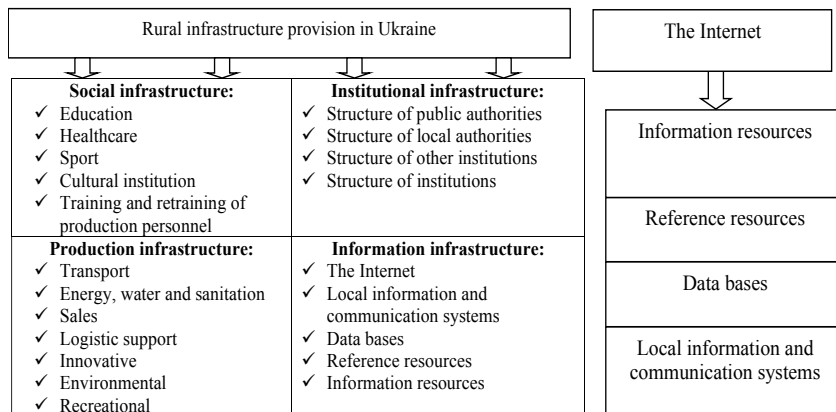 Rural infrastructure provision in Ukraine
Social infrastructure:
✓ Education
✓ Healthcare
✓ Sport
✓ Cultural institution
✓ Training and retraining of
production personnel
Institutional infrastructure:
✓ Structure of public authorities
✓ Structure of local authorities
✓ Structure of other institutions
✓ Structure of institutions
Production infrastructure:
✓ Transport
✓ Energy, water and sanitation
✓ Sales
✓ Logistic support
✓ Innovative
✓ Environmental
✓ Recreational
Information infrastructure:
✓ The Internet
✓ Local information and
communication systems
✓ Data bases
✓ Reference resources
✓ Information resources
The Internet
Information resources
Reference resources
Data bases
Local information and
communication systems